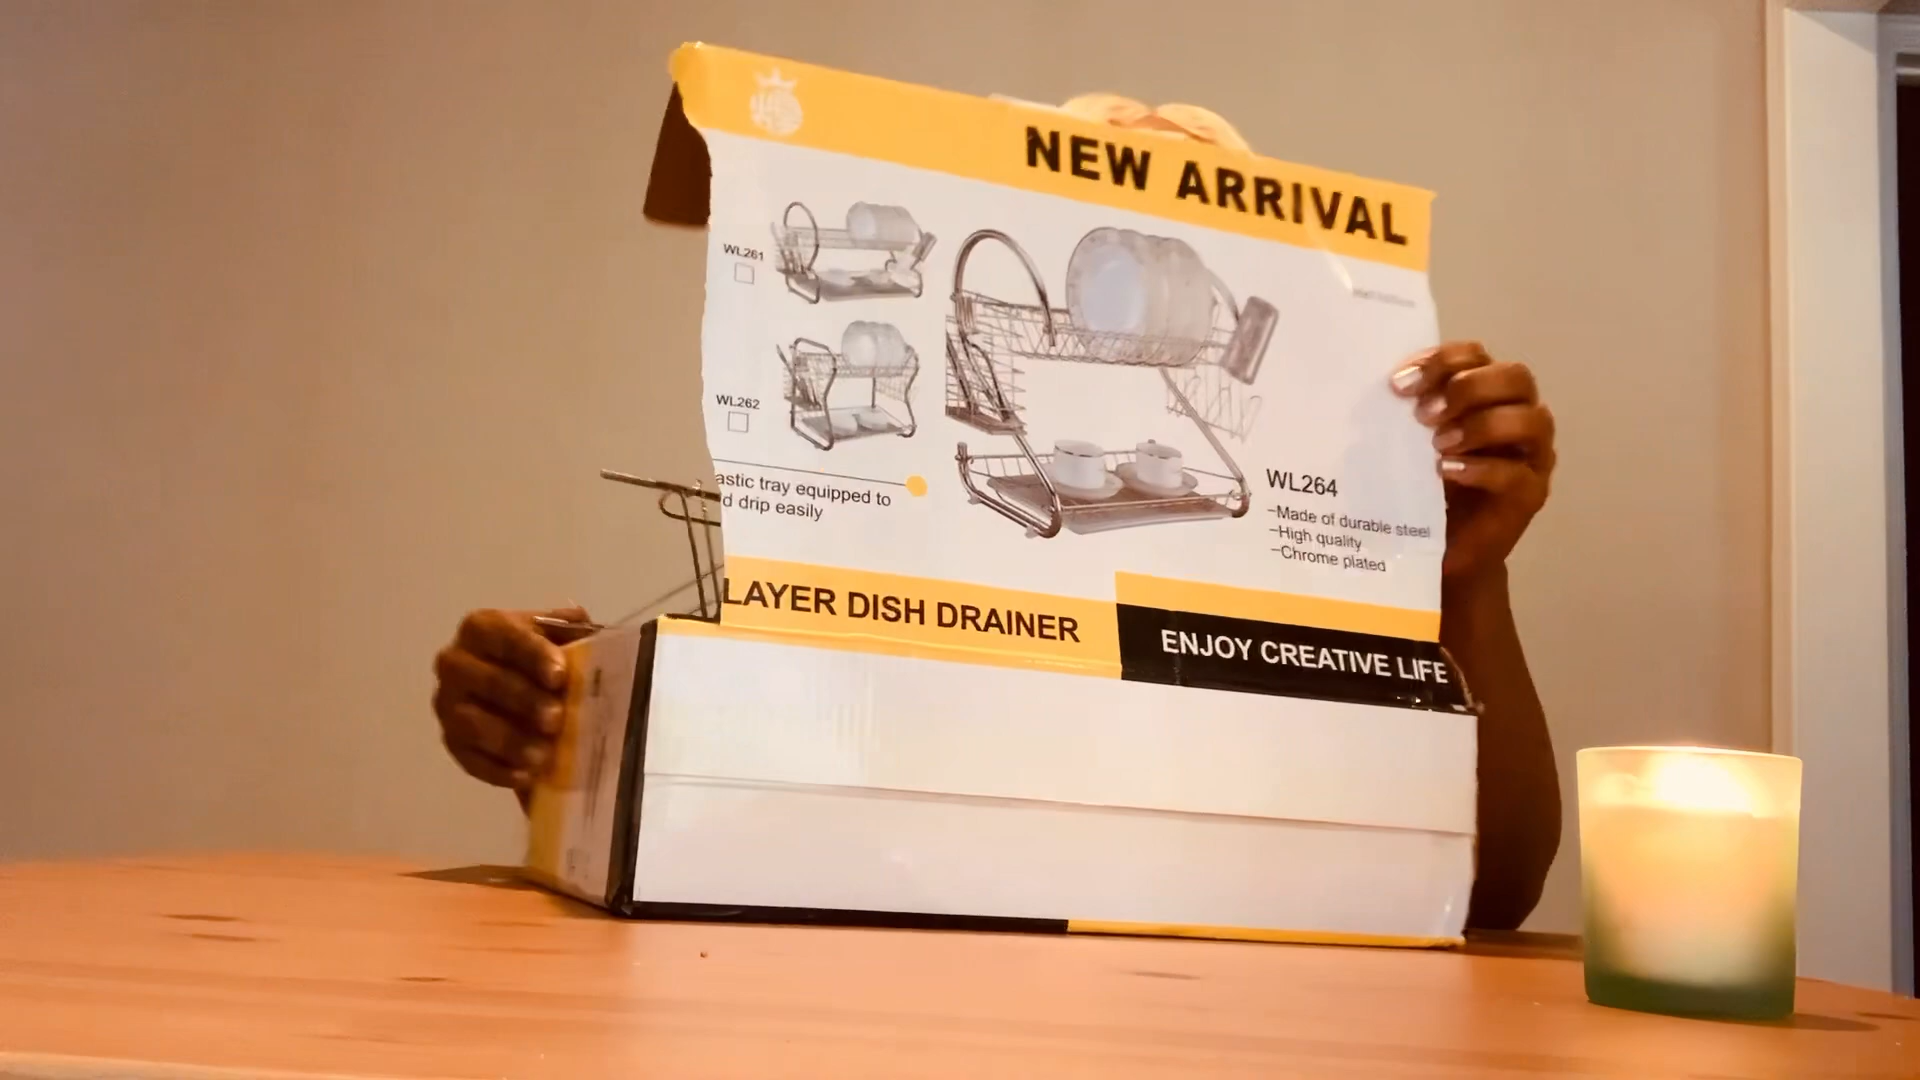 NEW ARRIVAL
WL261
WL262
astic tray equipped to
d drip easily
WL264
-Made of durable steel
-High quality
-Chrome plated
LAYER DISH DRAINER
ENJOY CREATIVE LIFE